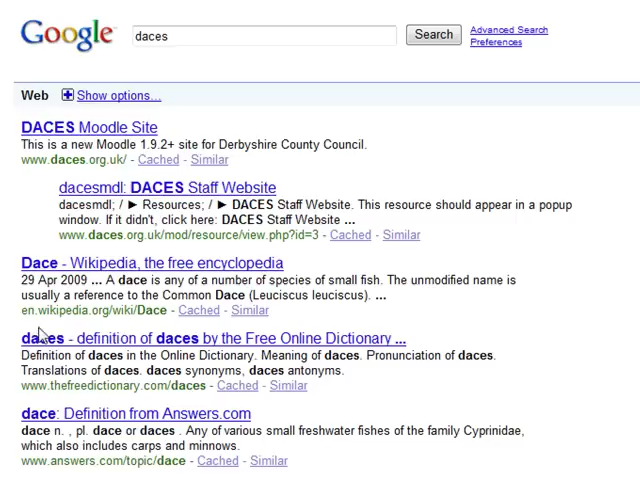 Google daces Search Advanced Search
Preferences
Web Show options...
DACES Moodle Site
This is a new Moodle 1.9.2+ site for Derbyshire County Council.
www.daces.org.uk/ - Cached - Similar
dacesmdl: DACES Staff Website
dacesmdl; / ► Resources; / ► DACES Staff Website. This resource should appear in a popup
window. If it didn't, click here: DACES Staff Website ...
www.daces.org.uk/mod/resource/view.php?id=3 - Cached - Similar
Dace - Wikipedia, the free encyclopedia
29 Apr 2009 ... A dace is any of a number of species of small fish. The unmodified name is
usually a reference to the Common Dace (Leuciscus leuciscus). ...
en.wikipedia.org/wiki/Dace - Cached - Similar
daces - definition of daces by the Free Online Dictionary ...
Definition of daces in the Online Dictionary. Meaning of daces. Pronunciation of daces.
Translations of daces. daces synonyms, daces antonyms.
www.thefreedictionary.com/daces - Cached - Similar
dace: Definition from Answers.com
dace n. , pl. dace or daces . Any of various small freshwater fishes of the family Cyprinidae,
which also includes carps and minnows.
www.answers.com/topic/dace - Cached - Similar